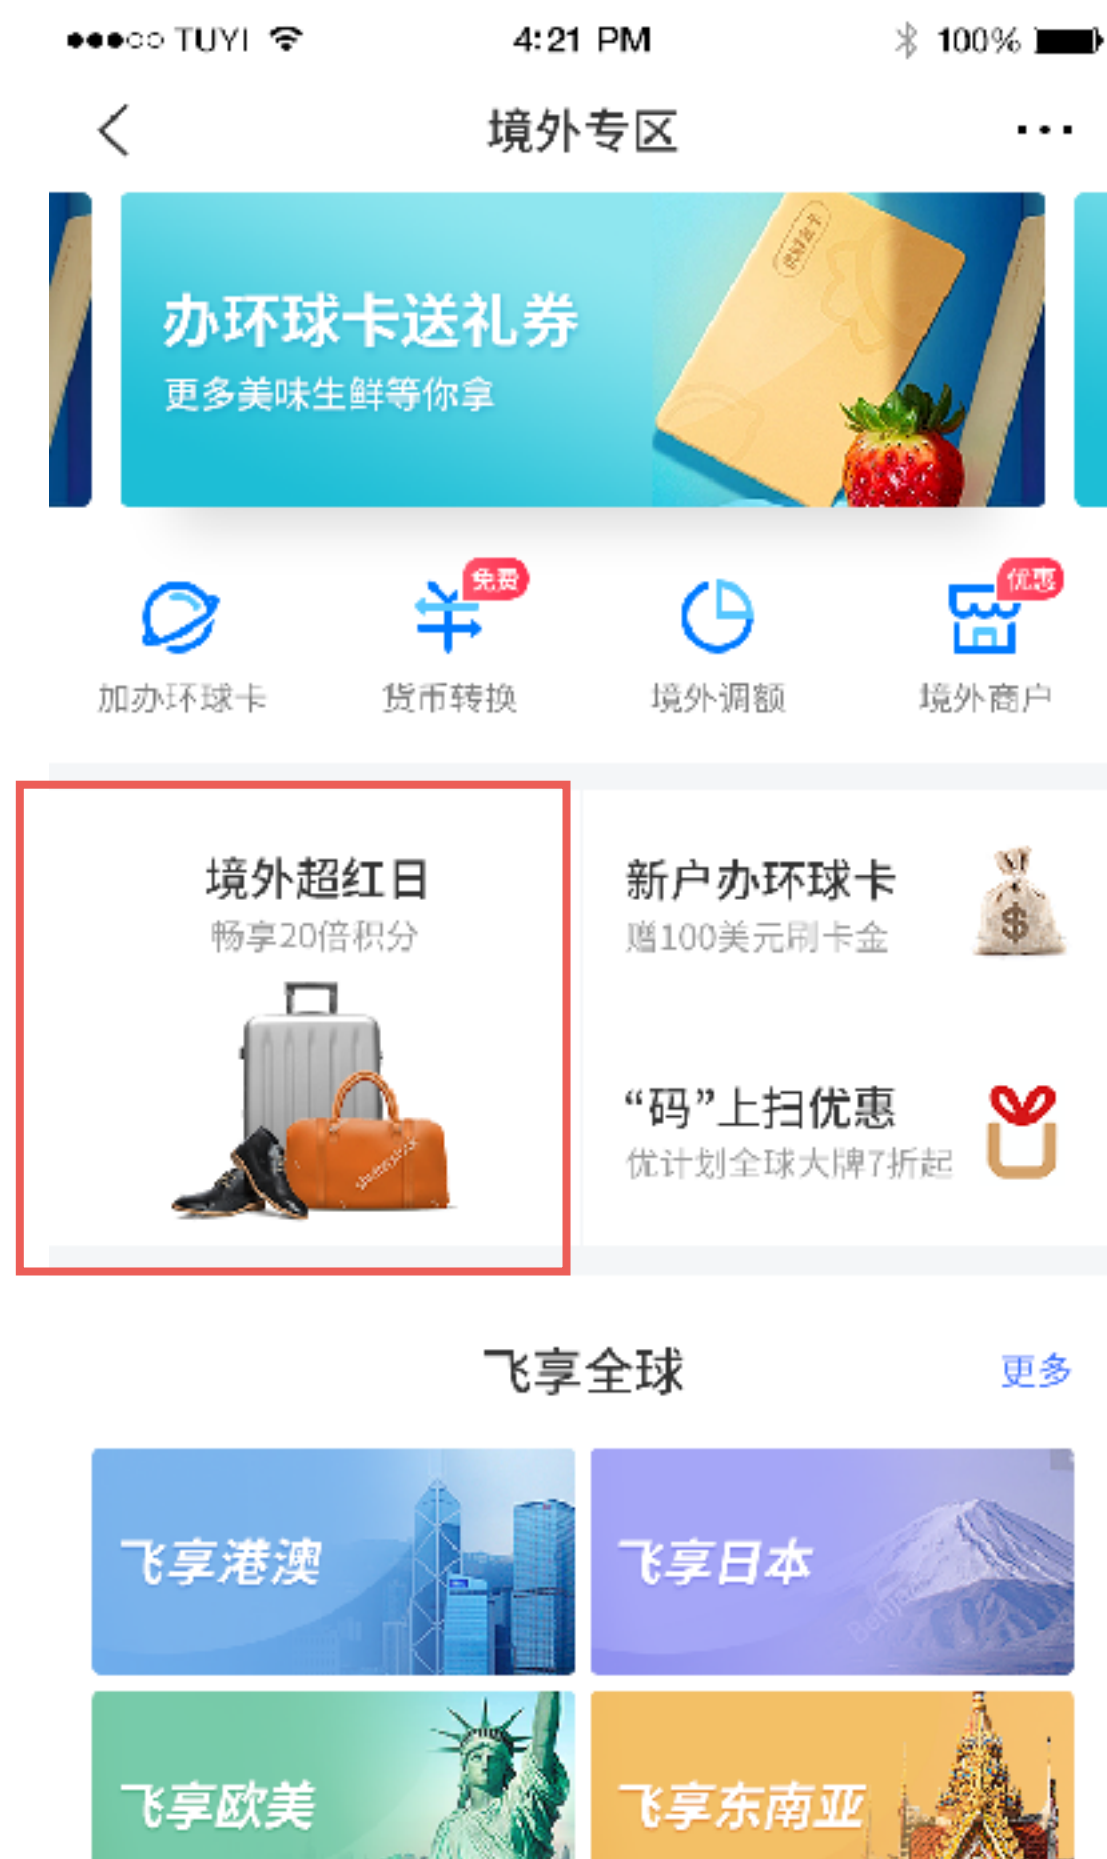 TUYI 4:21 PM 100%
境外专区
办环球卡送礼券
更多美味生鲜等你拿
免费
优惠
加办环球卡 货币转换 境外调额 境外商户
境外超红日
畅享20倍积分
新户办环球卡
赠100美元刷卡金
$
“码”上扫优惠
优计划全球大牌7折起
飞享全球
更多
飞享港澳
飞享日本
飞享欧美
飞享东南亚